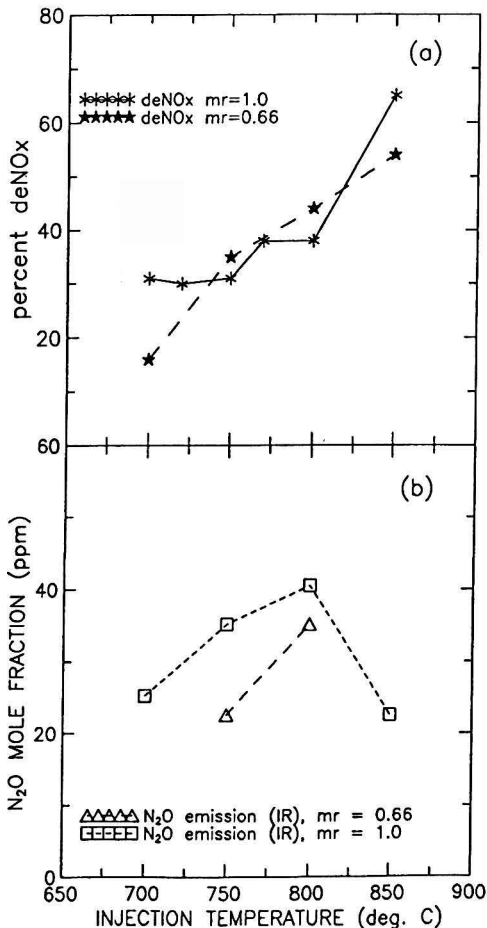 80
(a)
deNOx mr=1.0
deNOx mr=0.66
60
40
20
percent deNOx
60
(b)
40
20
0
N₂O MOLE FRACTION (ppm)
N₂O emission (IR), mr = 0.66
N₂O emission (IR), mr = 1.0
650 700 750 800 850 900
INJECTION TEMPERATURE (deg. C)